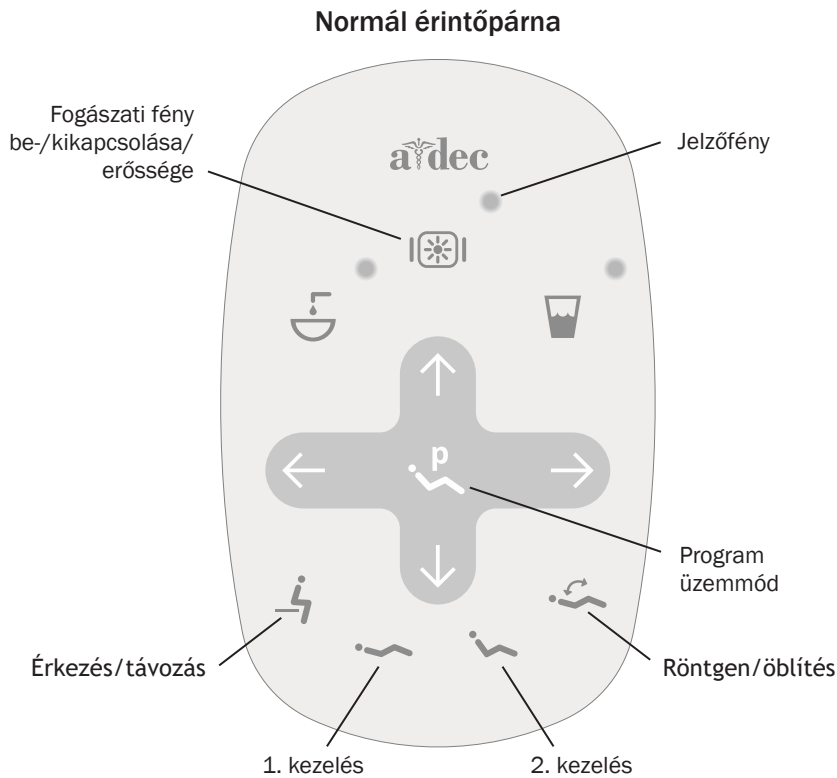 Normál érintőpárna
Fogászati fény
be-/kikapcsolása/
erőssége
a dec
Jelzőfény
p
Program
üzemmód
Érkezés/távozás
Röntgen/öblítés
1. kezelés
2. kezelés